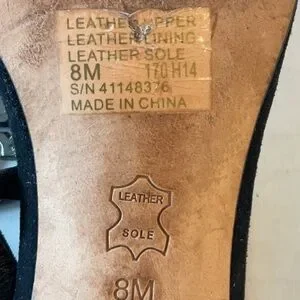 LEATHER UPPER
LEATHER LINING
LEATHER SOLE
8M 170 H14
S/N 41148376
MADE IN CHINA
LEATHER
SOLE
8M